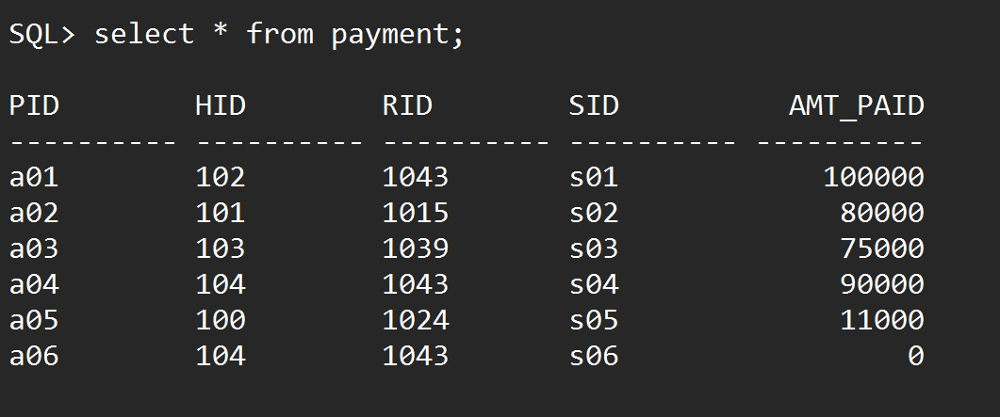 SQL> select * from payment;
PID HID RID SID AMT_PAID
---------- ---------- ---------- ---------- ----------
a01 102 1043 s01 100000
a02 101 1015 s02 80000
a03 103 1039 s03 75000
a04 104 1043 s04 90000
a05 100 1024 s05 11000
a06 104 1043 s06 0